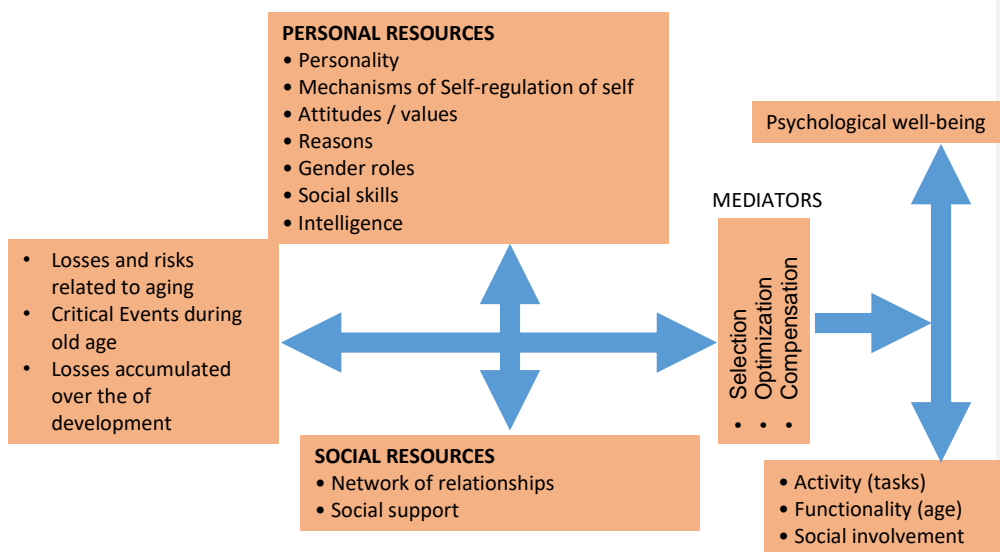 PERSONAL RESOURCES
• Personality
• Mechanisms of Self-regulation of self
• Attitudes / values
• Reasons
• Gender roles
• Social skills
• Intelligence
Psychological well-being
MEDIATORS
• Selection
• Optimization
• Compensation
• Losses and risks
related to aging
• Critical Events during
old age
• Losses accumulated
over the of
development
SOCIAL RESOURCES
• Network of relationships
• Social support
• Activity (tasks)
• Functionality (age)
• Social involvement